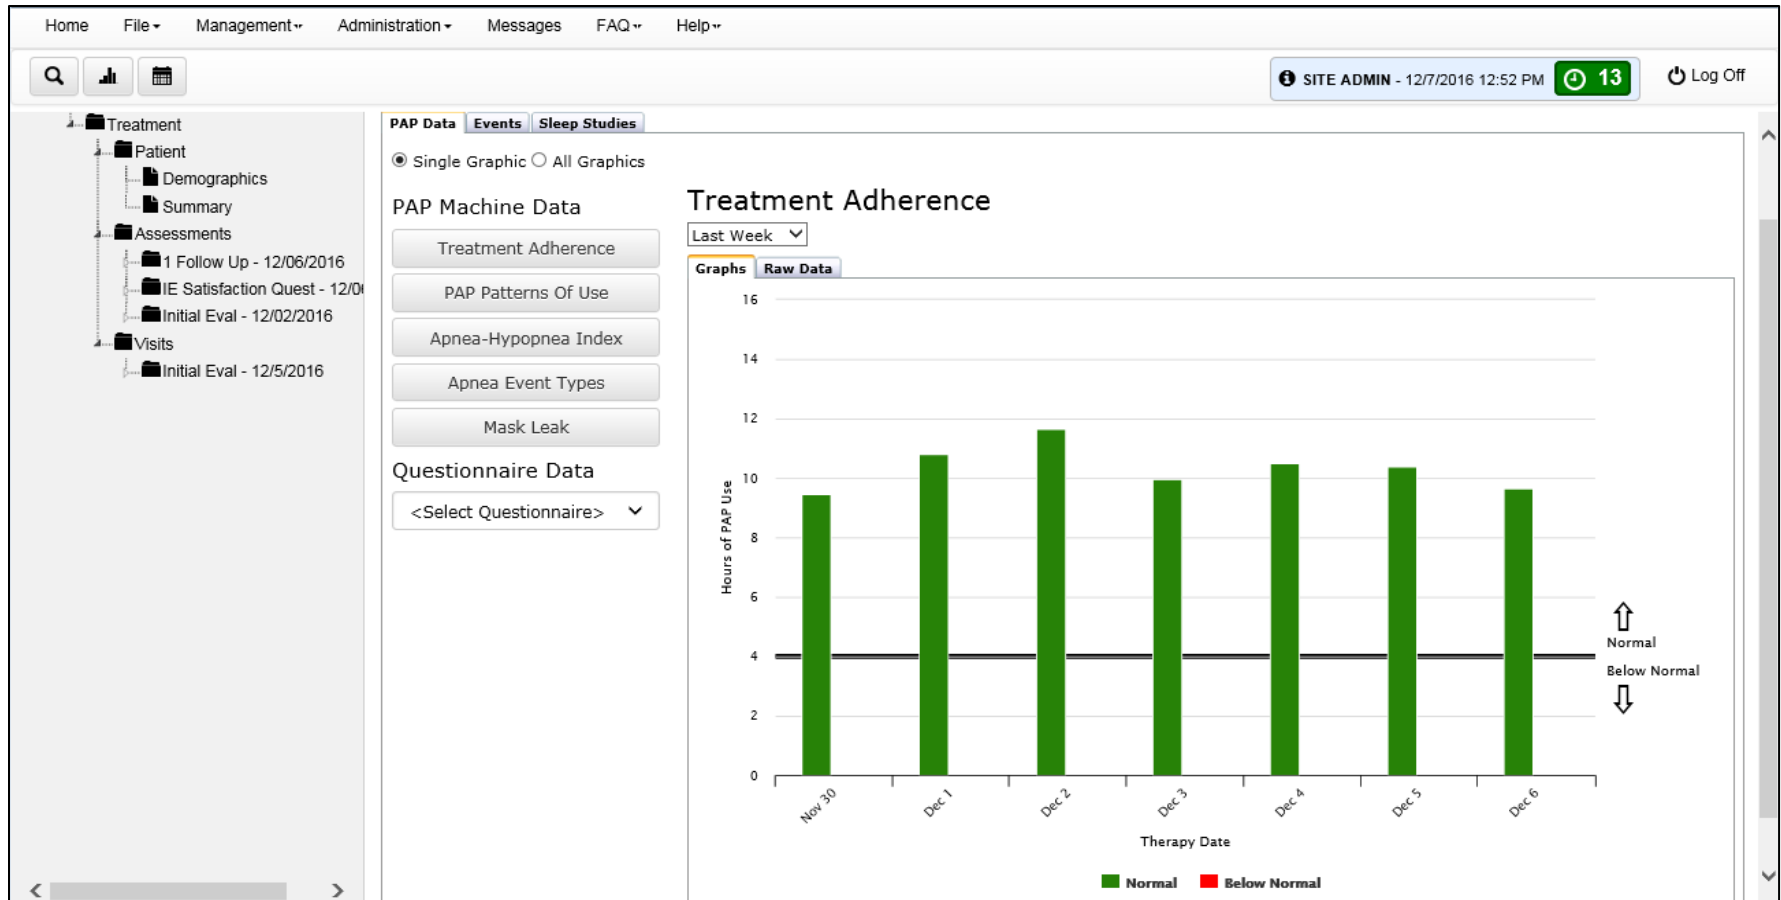 Home File Management Administration Messages FAQ Help
SITE ADMIN - 12/7/2016 12:52 PM 13 Log Off
Treatment
Patient
Demographics
Summary
Assessments
1 Follow Up - 12/06/2016
IE Satisfaction Quest - 12/0
Initial Eval - 12/02/2016
Visits
Initial Eval - 12/5/2016
PAP Data Events Sleep Studies
Single Graphic All Graphics
PAP Machine Data
Treatment Adherence
PAP Patterns Of Use
Apnea-Hypopnea Index
Apnea Event Types
Mask Leak
Questionnaire Data
<Select Questionnaire>
Treatment Adherence
Last Week
Graphs Raw Data
16
14
12
10
8
6
4
2
0
Hours of PAP Use
Normal
Below Normal
Nov 30 Dec 1 Dec 2 Dec 3 Dec 4 Dec 5 Dec 6
Therapy Date
Normal Below Normal